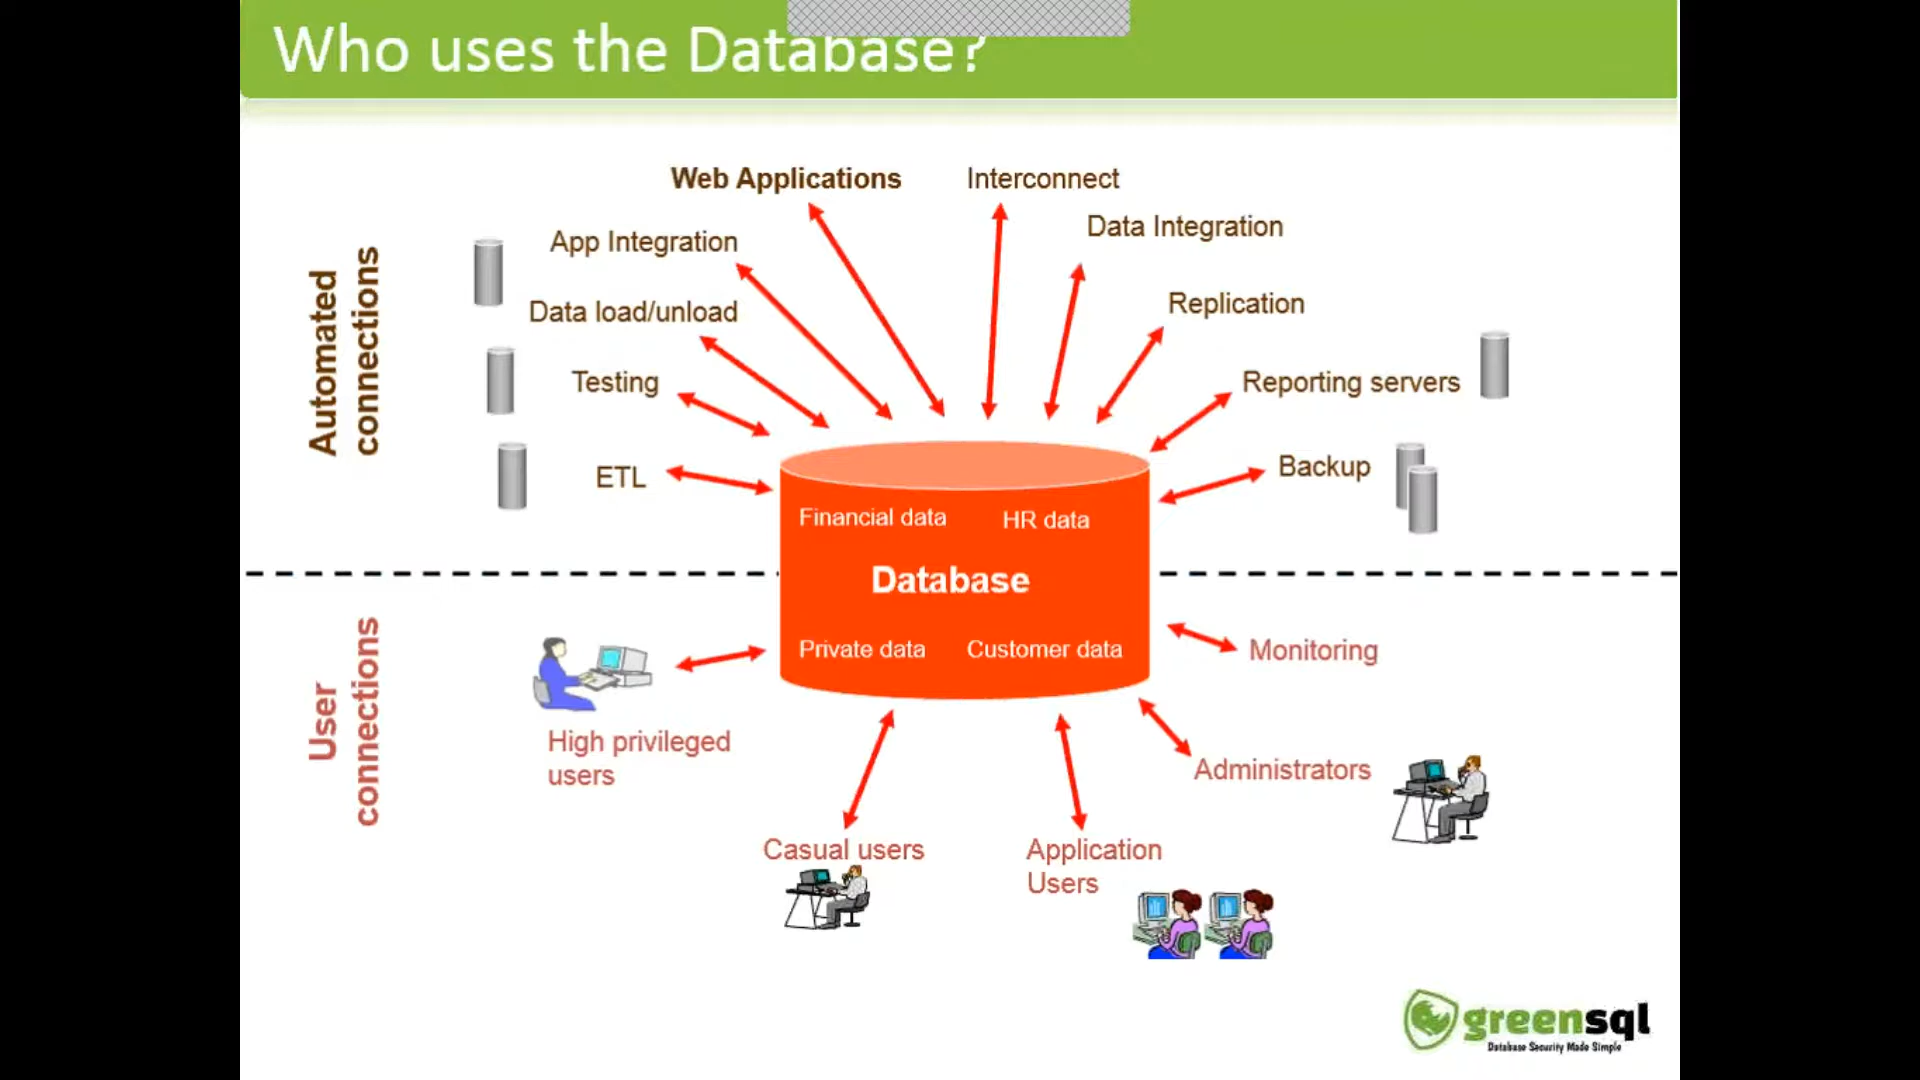 Who uses the Database?
Web Applications
Interconnect
Data Integration
App Integration
Data load/unload
Replication
Testing
Reporting servers
ETL
Backup
Automated
connections
Financial data
HR data
Database
Private data
Customer data
User
connections
High privileged
users
Monitoring
Administrators
Casual users
Application
Users
greensql
Database Security Made Simple